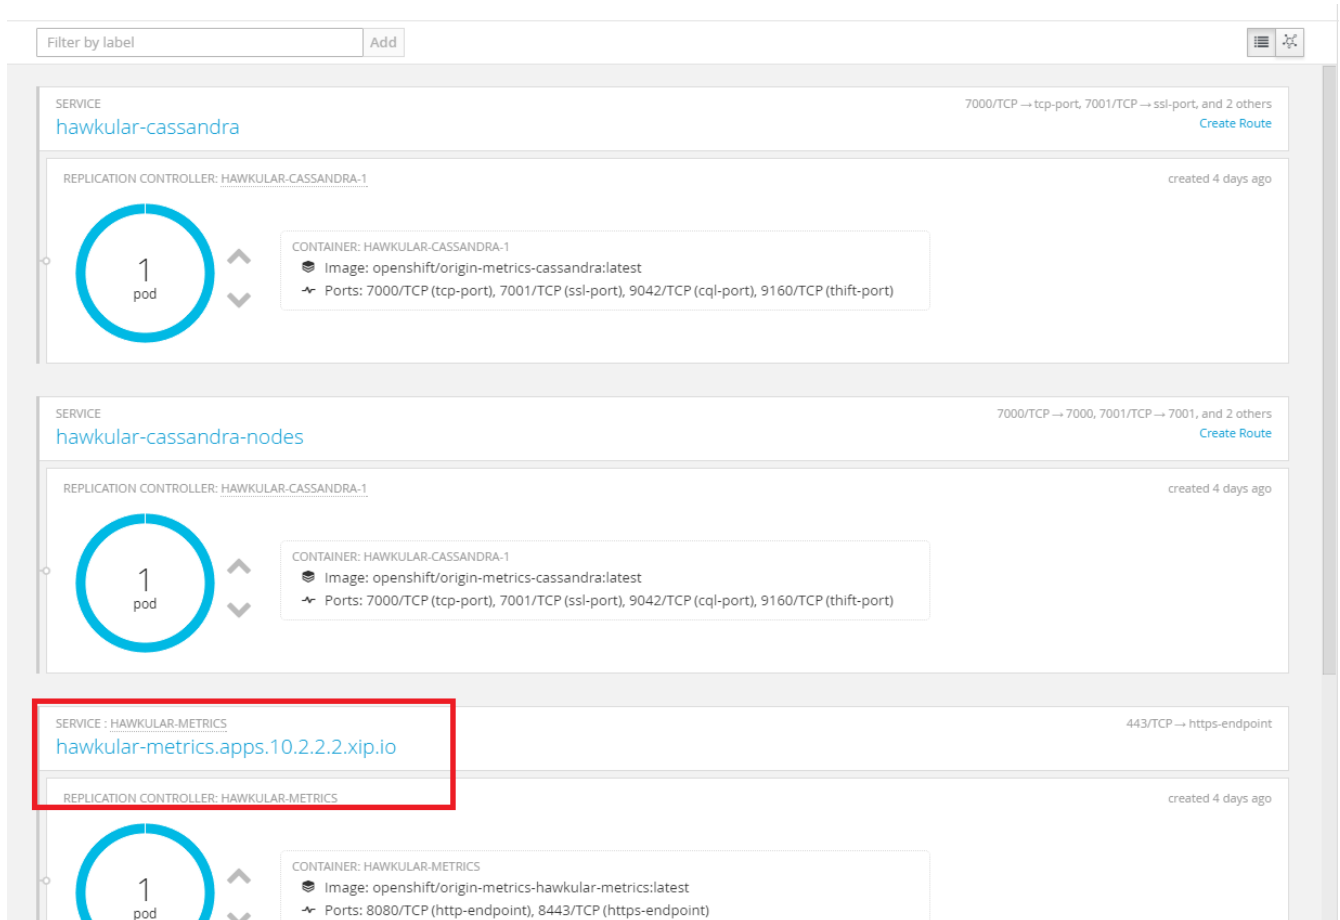 Filter by label
Add
SERVICE
7000/TCP → tcp-port, 7001/TCP → ssl-port, and 2 others
hawkular-cassandra
Create Route
REPLICATION CONTROLLER: HAWKULAR-CASSANDRA-1
created 4 days ago
1
pod
CONTAINER: HAWKULAR-CASSANDRA-1
Image: openshift/origin-metrics-cassandra:latest
Ports: 7000/TCP (tcp-port), 7001/TCP (ssl-port), 9042/TCP (cql-port), 9160/TCP (thift-port)
SERVICE
7000/TCP → 7000, 7001/TCP → 7001, and 2 others
hawkular-cassandra-nodes
Create Route
REPLICATION CONTROLLER: HAWKULAR-CASSANDRA-1
created 4 days ago
1
pod
CONTAINER: HAWKULAR-CASSANDRA-1
Image: openshift/origin-metrics-cassandra:latest
Ports: 7000/TCP (tcp-port), 7001/TCP (ssl-port), 9042/TCP (cql-port), 9160/TCP (thift-port)
SERVICE : HAWKULAR-METRICS
443/TCP → https-endpoint
hawkular-metrics.apps.10.2.2.2.xip.io
REPLICATION CONTROLLER: HAWKULAR-METRICS
created 4 days ago
1
pod
CONTAINER: HAWKULAR-METRICS
Image: openshift/origin-metrics-hawkular-metrics:latest
Ports: 8080/TCP (http-endpoint), 8443/TCP (https-endpoint)